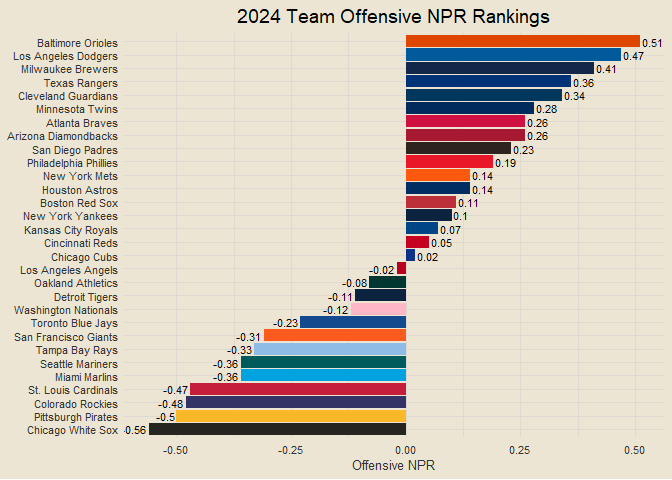 2024 Team Offensive NPR Rankings
Baltimore Orioles 0.51
Los Angeles Dodgers 0.47
Milwaukee Brewers 0.41
Texas Rangers 0.36
Cleveland Guardians 0.34
Minnesota Twins 0.28
Atlanta Braves 0.26
Arizona Diamondbacks 0.26
San Diego Padres 0.23
Philadelphia Phillies 0.19
New York Mets 0.14
Houston Astros 0.14
Boston Red Sox 0.11
New York Yankees 0.1
Kansas City Royals 0.07
Cincinnati Reds 0.05
Chicago Cubs 0.02
Los Angeles Angels -0.02
Oakland Athletics -0.08
Detroit Tigers -0.11
Washington Nationals -0.12
Toronto Blue Jays -0.23
San Francisco Giants -0.31
Tampa Bay Rays -0.33
Seattle Mariners -0.36
Miami Marlins -0.36
St. Louis Cardinals -0.47
Colorado Rockies -0.48
Pittsburgh Pirates -0.5
Chicago White Sox -0.56
-0.50 -0.25 0.00 0.25 0.50
Offensive NPR